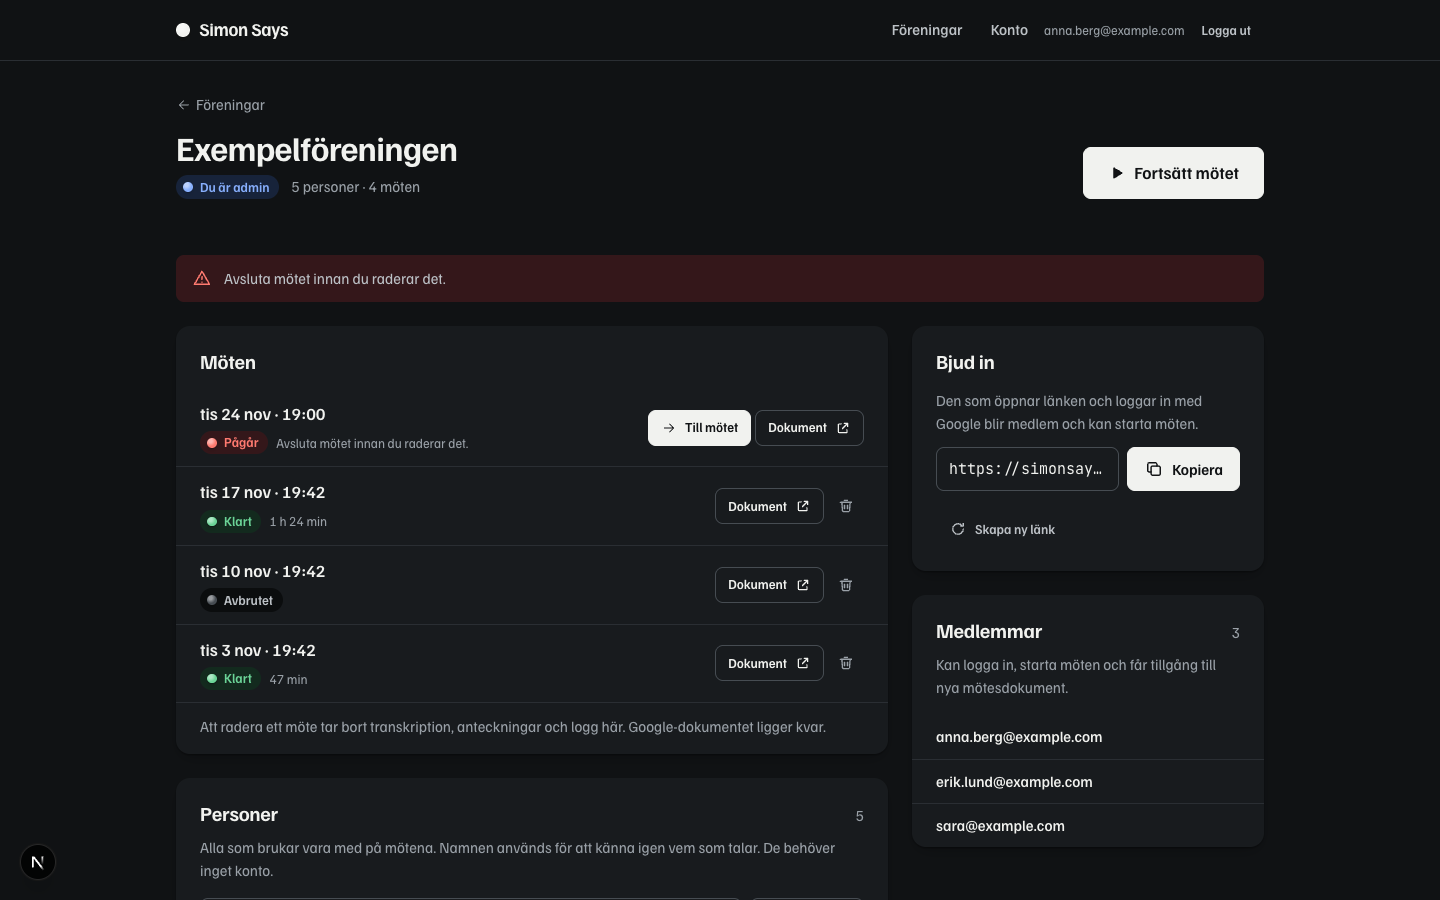 Simon Says
Föreningar
Konto
anna.berg@example.com
Logga ut
← Föreningar
Exempelföreningen
Du är admin
5 personer · 4 möten
Fortsätt mötet
Avsluta mötet innan du raderar det.
Möten
tis 24 nov · 19:00
Pågår
Avsluta mötet innan du raderar det.
→ Till mötet
Dokument
tis 17 nov · 19:42
Klart
1 h 24 min
Dokument
tis 10 nov · 19:42
Avbrutet
Dokument
tis 3 nov · 19:42
Klart
47 min
Dokument
Att radera ett möte tar bort transkription, anteckningar och logg här. Google-dokumentet ligger kvar.
Personer
5
Alla som brukar vara med på mötena. Namnen används för att känna igen vem som talar. De behöver
inget konto.
Bjud in
Den som öppnar länken och loggar in med
Google blir medlem och kan starta möten.
https://simonsay…
Kopiera
Skapa ny länk
Medlemmar
3
Kan logga in, starta möten och får tillgång till
nya mötesdokument.
anna.berg@example.com
erik.lund@example.com
sara@example.com
N